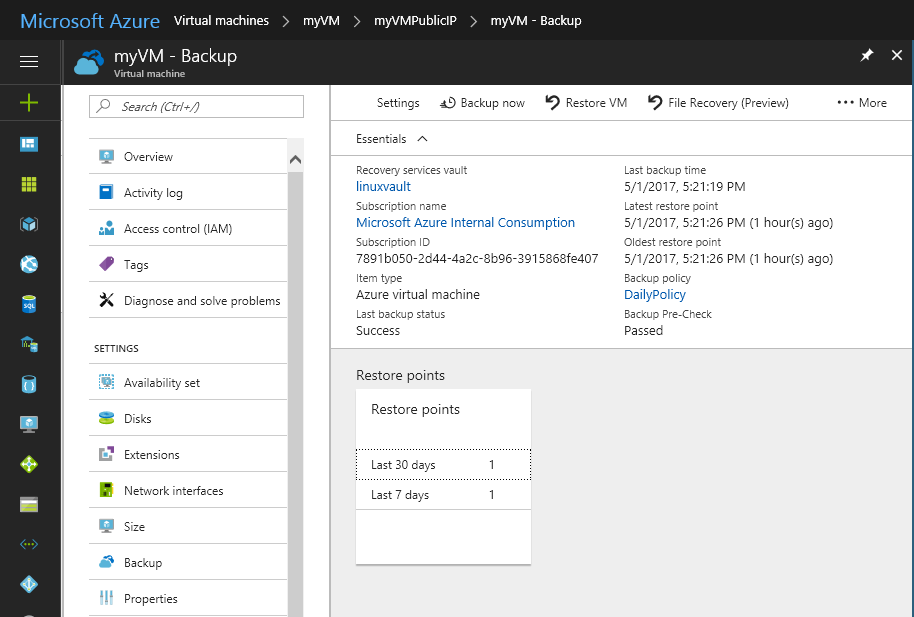 Microsoft Azure Virtual machines > myVM > myVMPublicIP > myVM - Backup
myVM - Backup
Virtual machine
Search (Ctrl+/)
Overview
Activity log
Access control (IAM)
Tags
Diagnose and solve problems
SETTINGS
Availability set
Disks
Extensions
Network interfaces
Size
Backup
Properties
Settings Backup now Restore VM File Recovery (Preview) ••• More
Essentials
Recovery services vault
linuxvault
Subscription name
Microsoft Azure Internal Consumption
Subscription ID
7891b050-2d44-4a2c-8b96-3915868fe407
Item type
Azure virtual machine
Last backup status
Success
Last backup time
5/1/2017, 5:21:19 PM
Latest restore point
5/1/2017, 5:21:26 PM (1 hour(s) ago)
Oldest restore point
5/1/2017, 5:21:26 PM (1 hour(s) ago)
Backup policy
DailyPolicy
Backup Pre-Check
Passed
Restore points
Restore points
Last 30 days 1
Last 7 days 1
SQL